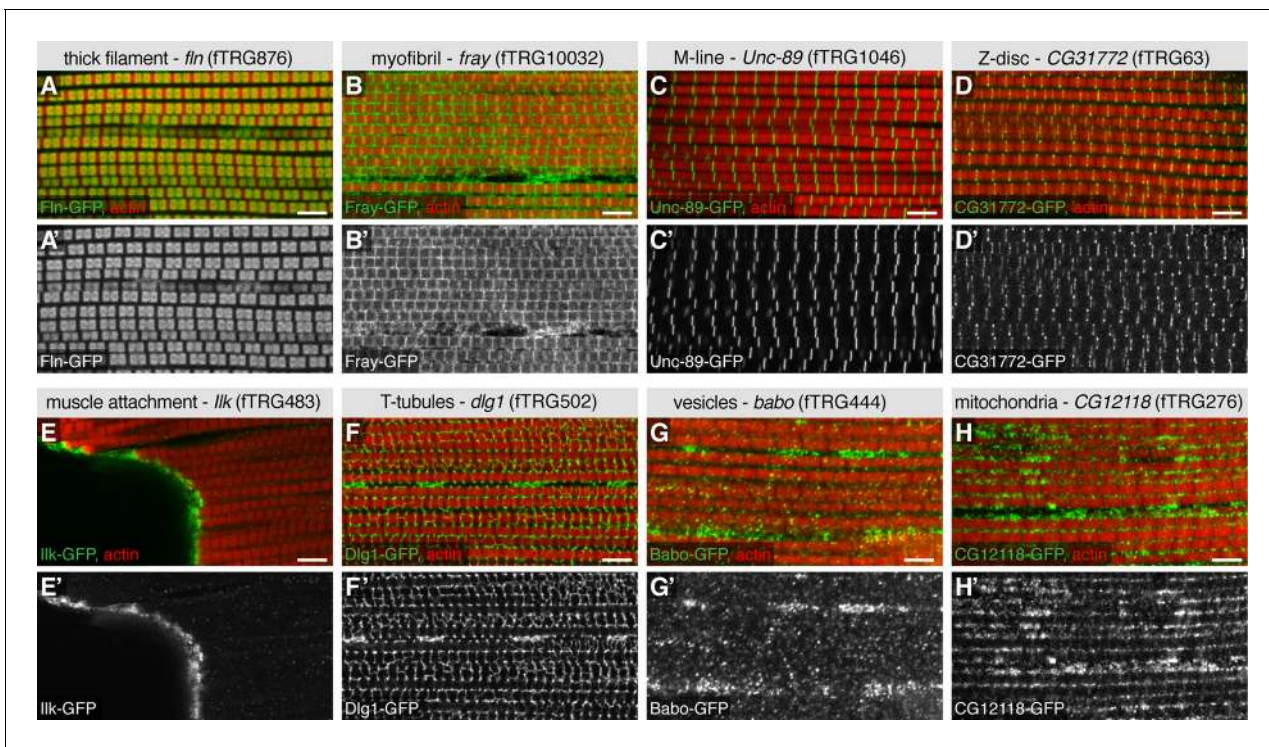 thick filament - fln (fTRG876)
myofibril - fray (fTRG10032)
M-line - Unc-89 (fTRG1046)
Z-disc - CG31772 (fTRG63)
A
B
C
D
Fln-GFP, actin
Fray-GFP, actin
Unc-89-GFP, actin
CG31772-GFP, actin
A'
B'
C'
D'
Fln-GFP
Fray-GFP
Unc-89-GFP
CG31772-GFP
muscle attachment - Ilk (fTRG483)
T-tubules - dlg1 (fTRG502)
vesicles - babo (fTRG444)
mitochondria - CG12118 (fTRG276)
E
F
G
H
Ilk-GFP, actin
Dlg1-GFP, actin
Babo-GFP, actin
CG12118-GFP, actin
E'
F'
G'
H'
Ilk-GFP
Dlg1-GFP
Babo-GFP
CG12118-GFP